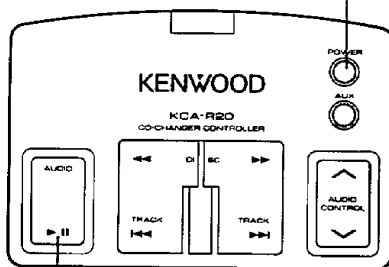 POWER
KENWOOD
AUX
KCA-R20
CD-CHANGER CONTROLLER
AUDIO
DISC
TRACK
TRACK
AUDIO
CONTROL